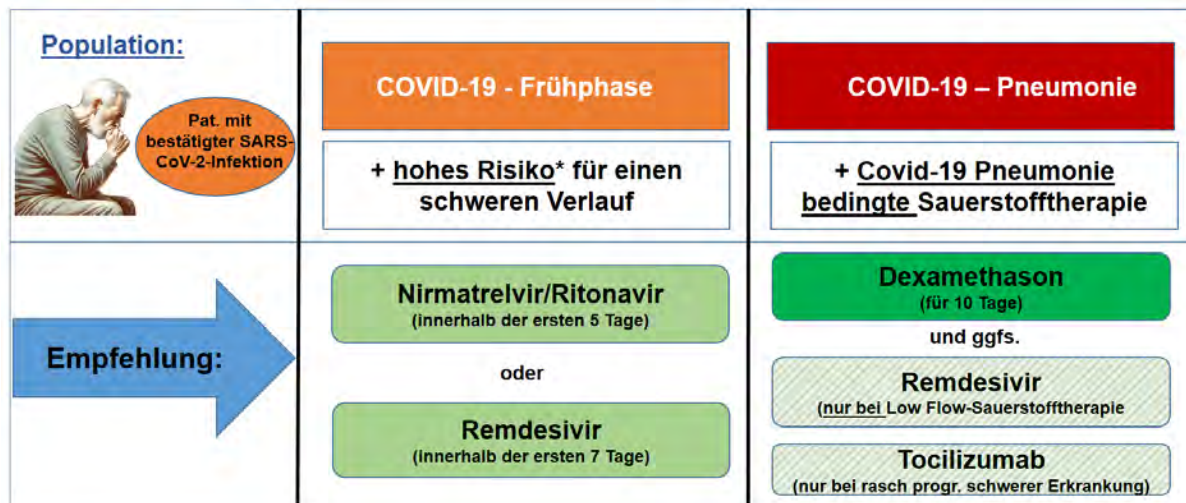 Population:
Pat. mit
bestätigter SARS-
CoV-2-Infektion
COVID-19 - Frühphase
+ hohes Risiko* für einen
schweren Verlauf
COVID-19 – Pneumonie
+ Covid-19 Pneumonie
bedingte Sauerstofftherapie
Empfehlung:
Nirmatrelvir/Ritonavir
(innerhalb der ersten 5 Tage)
oder
Remdesivir
(innerhalb der ersten 7 Tage)
Dexamethason
(für 10 Tage)
und ggfs.
Remdesivir
(nur bei Low Flow-Sauerstofftherapie
Tocilizumab
(nur bei rasch progr. schwerer Erkrankung)